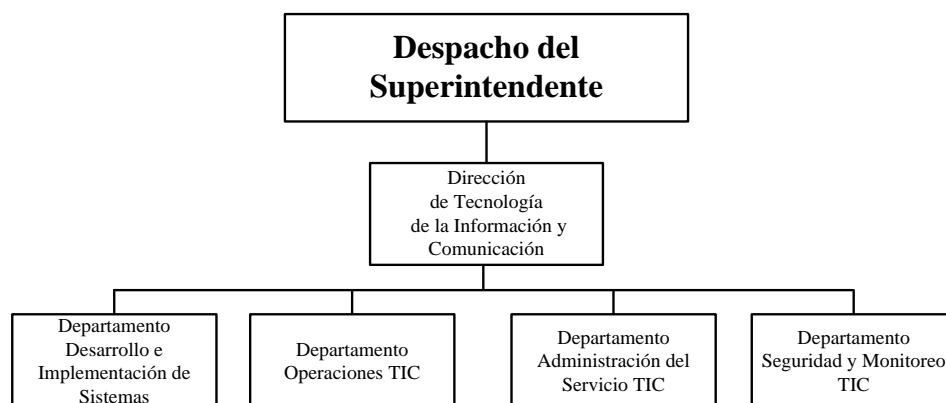 Despacho del
Superintendente
Dirección
de Tecnología
de la Información y
Comunicación
Departamento
Desarrollo e
Implementación de
Sistemas
Departamento
Operaciones TIC
Departamento
Administración del
Servicio TIC
Departamento
Seguridad y Monitoreo
TIC